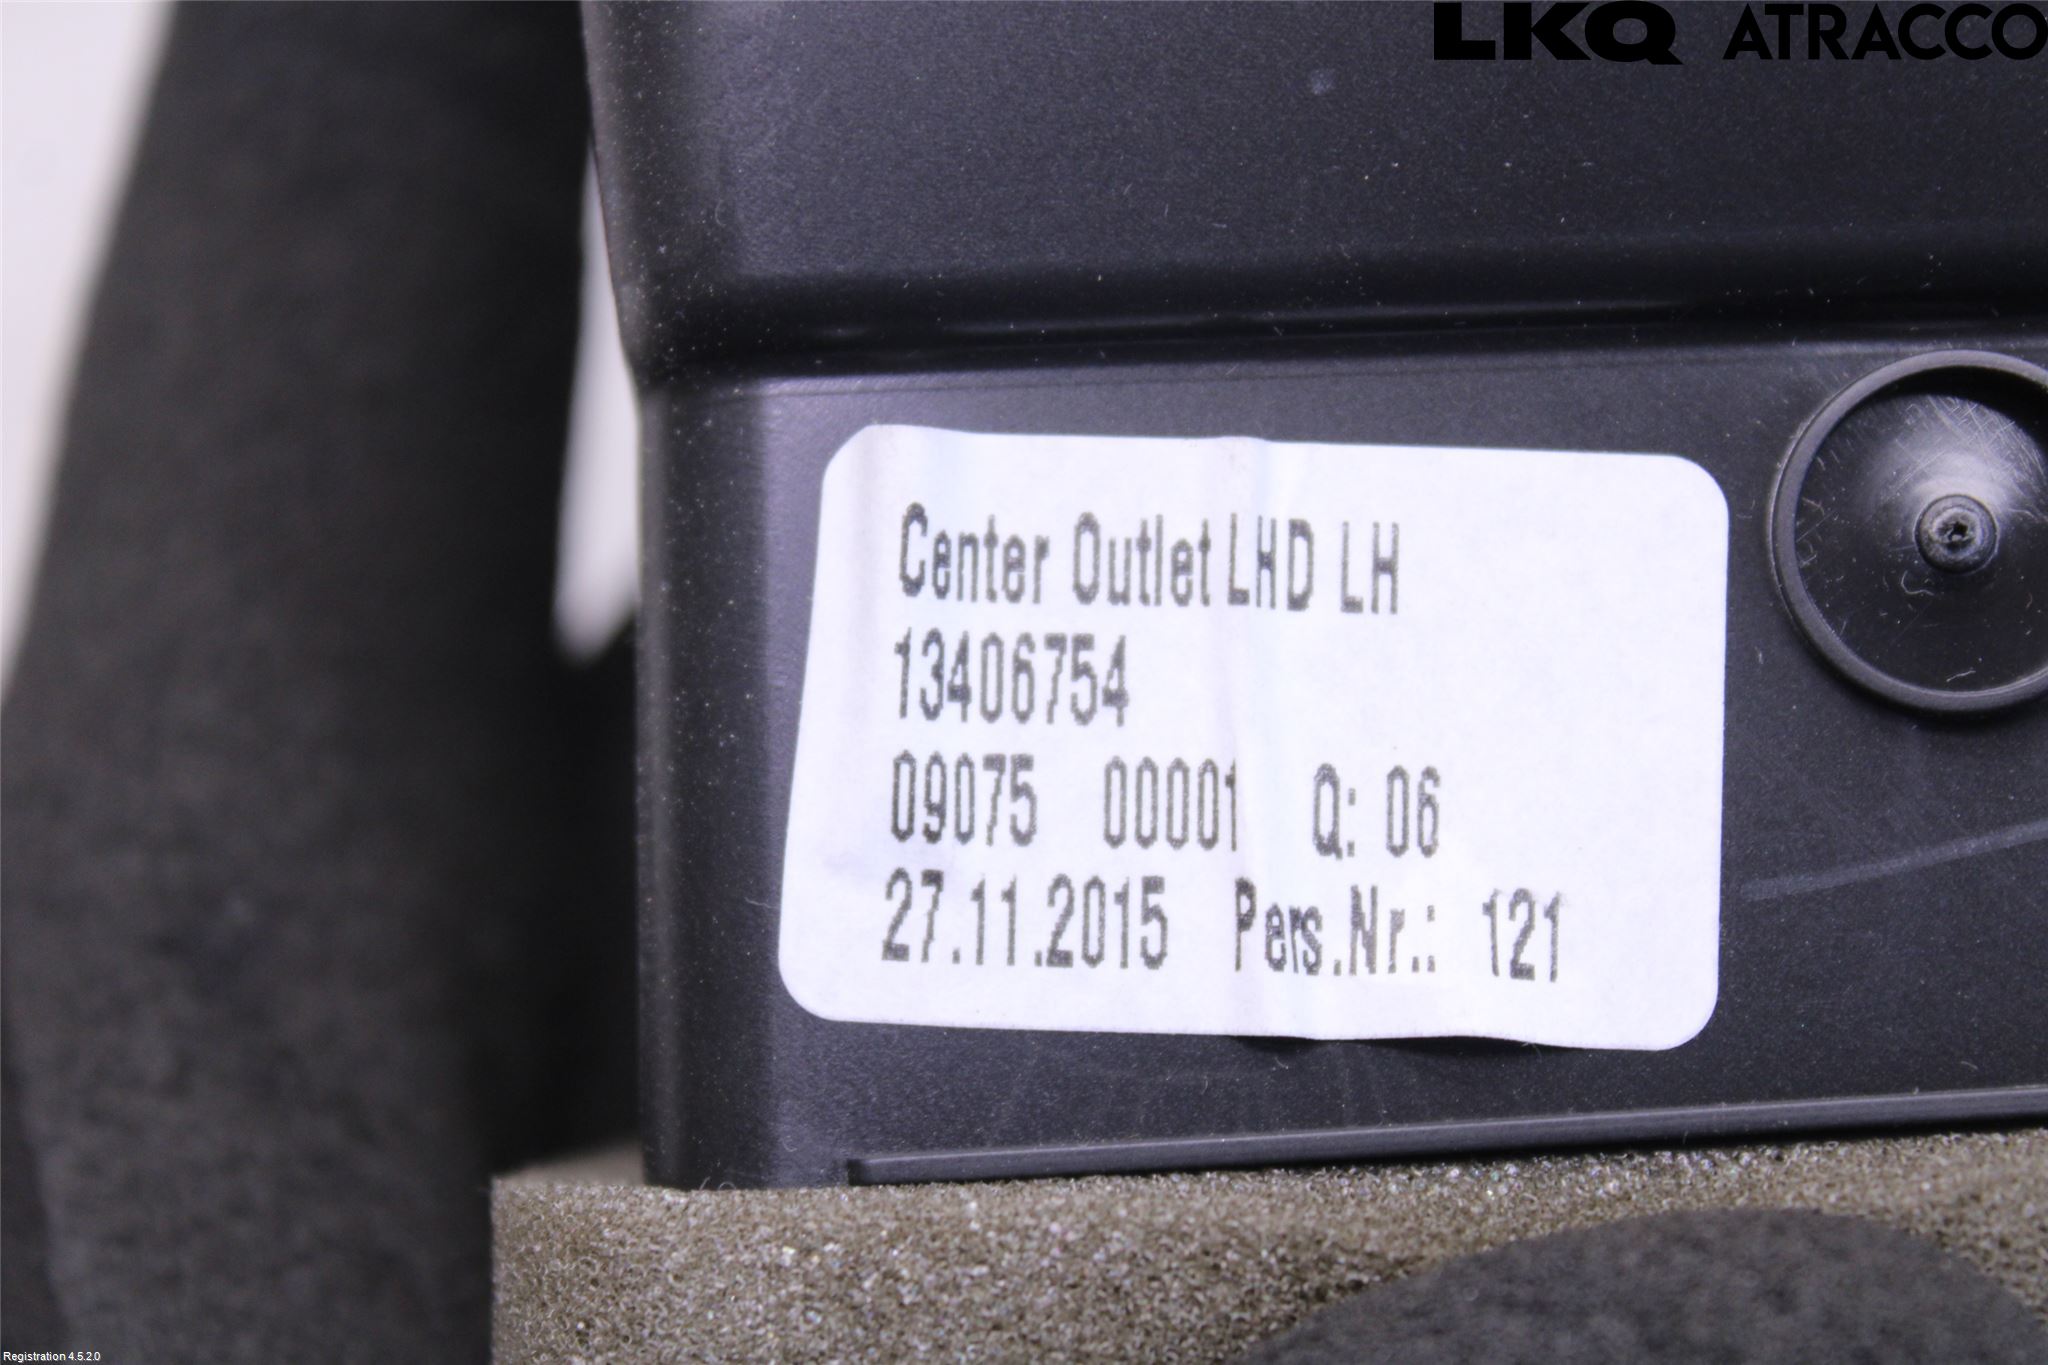 LKQ ATRACCO
Center Outlet LHD LH
13406754
09075 00001 Q: 06
27.11.2015 Pers.Nr.: 121
Registration 4.5.2.0